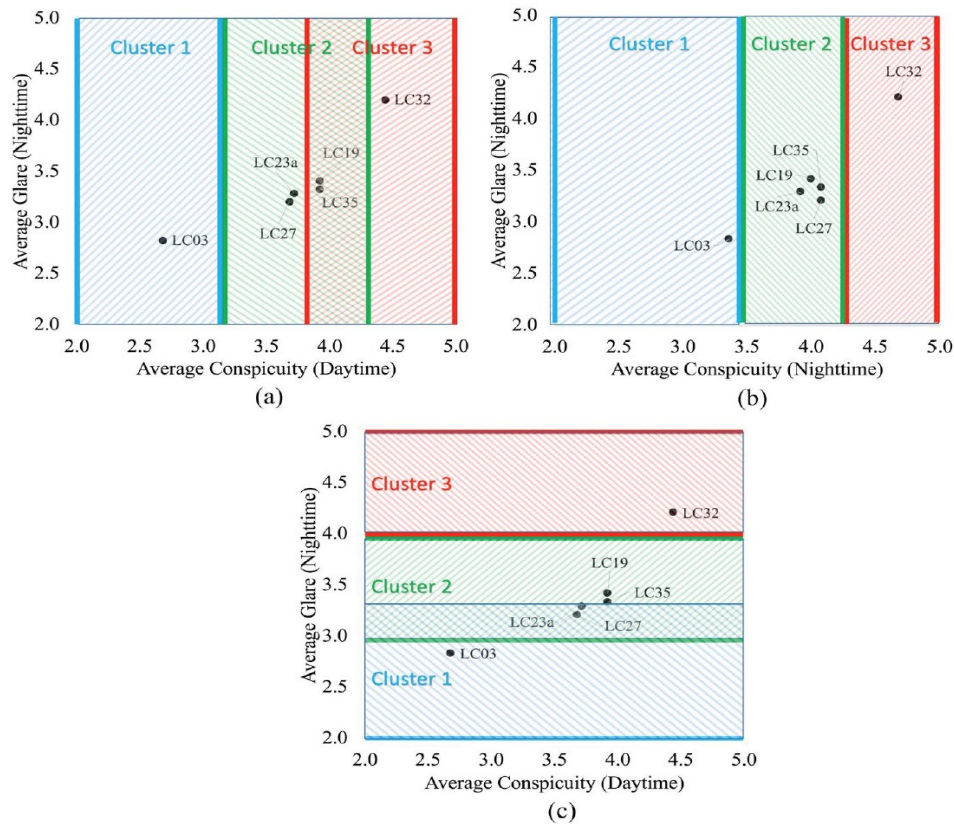 5.0
4.5
4.0
3.5
3.0
2.5
2.0
Average Glare (Nighttime)
Cluster 1
Cluster 2
Cluster 3
LC32
LC19
LC23a
LC35
LC27
LC03
2.0 2.5 3.0 3.5 4.0 4.5 5.0
Average Conspicuity (Daytime)
(a)
5.0
4.5
4.0
3.5
3.0
2.5
2.0
Average Glare (Nighttime)
Cluster 1
Cluster 2
Cluster 3
LC32
LC35
LC19
LC23a
LC27
LC03
2.0 2.5 3.0 3.5 4.0 4.5 5.0
Average Conspicuity (Nighttime)
(b)
5.0
4.5
4.0
3.5
3.0
2.5
2.0
Average Glare (Nighttime)
Cluster 3
LC32
Cluster 2
LC19
LC35
LC23a
LC27
LC03
Cluster 1
2.0 2.5 3.0 3.5 4.0 4.5 5.0
Average Conspicuity (Daytime)
(c)